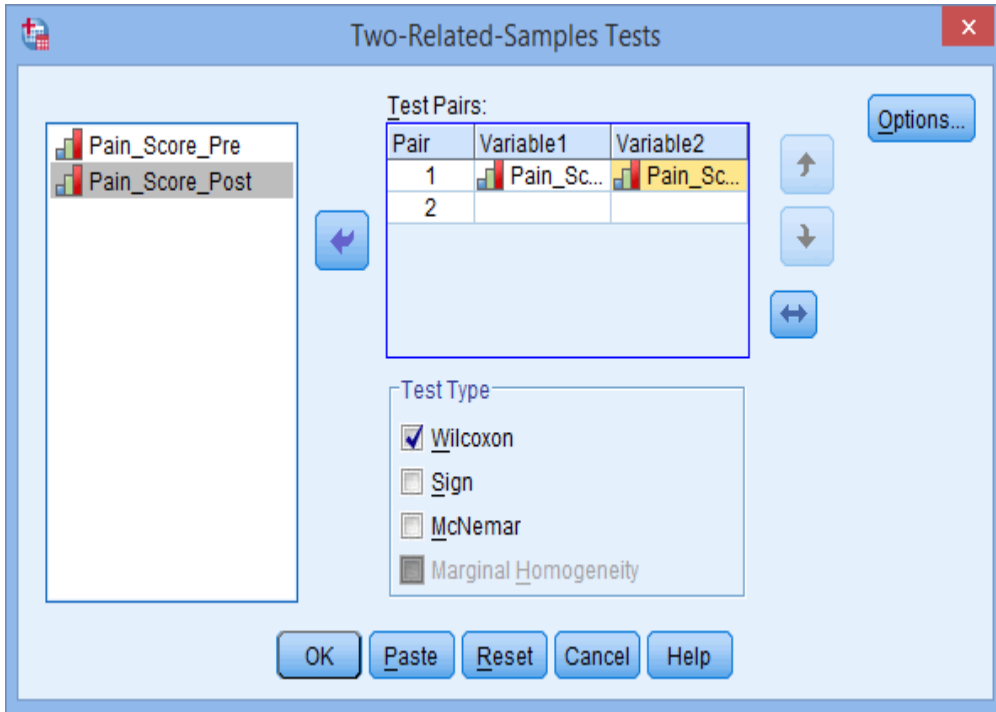 Two-Related-Samples Tests
x
Pain_Score_Pre
Pain_Score_Post
Test Pairs:
Pair Variable1 Variable2
1 Pain_Sc... Pain_Sc...
2
Options...
Test Type
Wilcoxon
Sign
McNemar
Marginal Homogeneity
OK Paste Reset Cancel Help